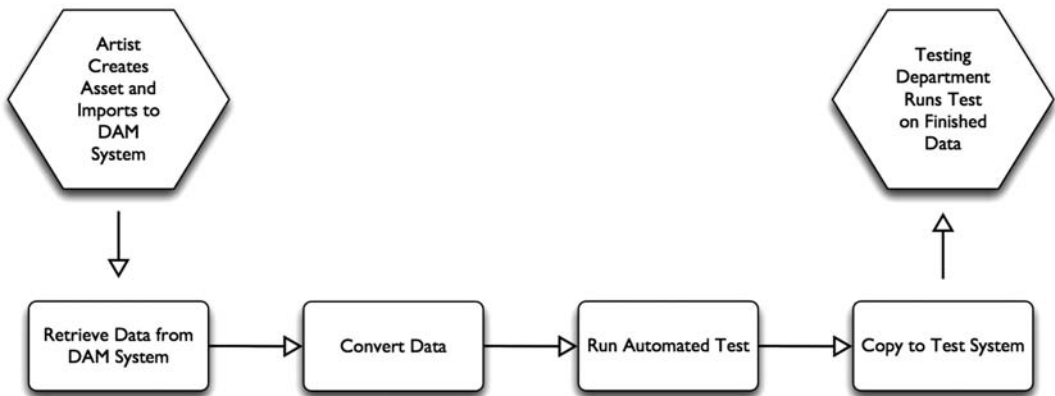 Artist
Creates
Asset and
Imports to
DAM
System
Retrieve Data from
DAM System
Convert Data
Run Automated Test
Copy to Test System
Testing
Department
Runs Test
on Finished
Data